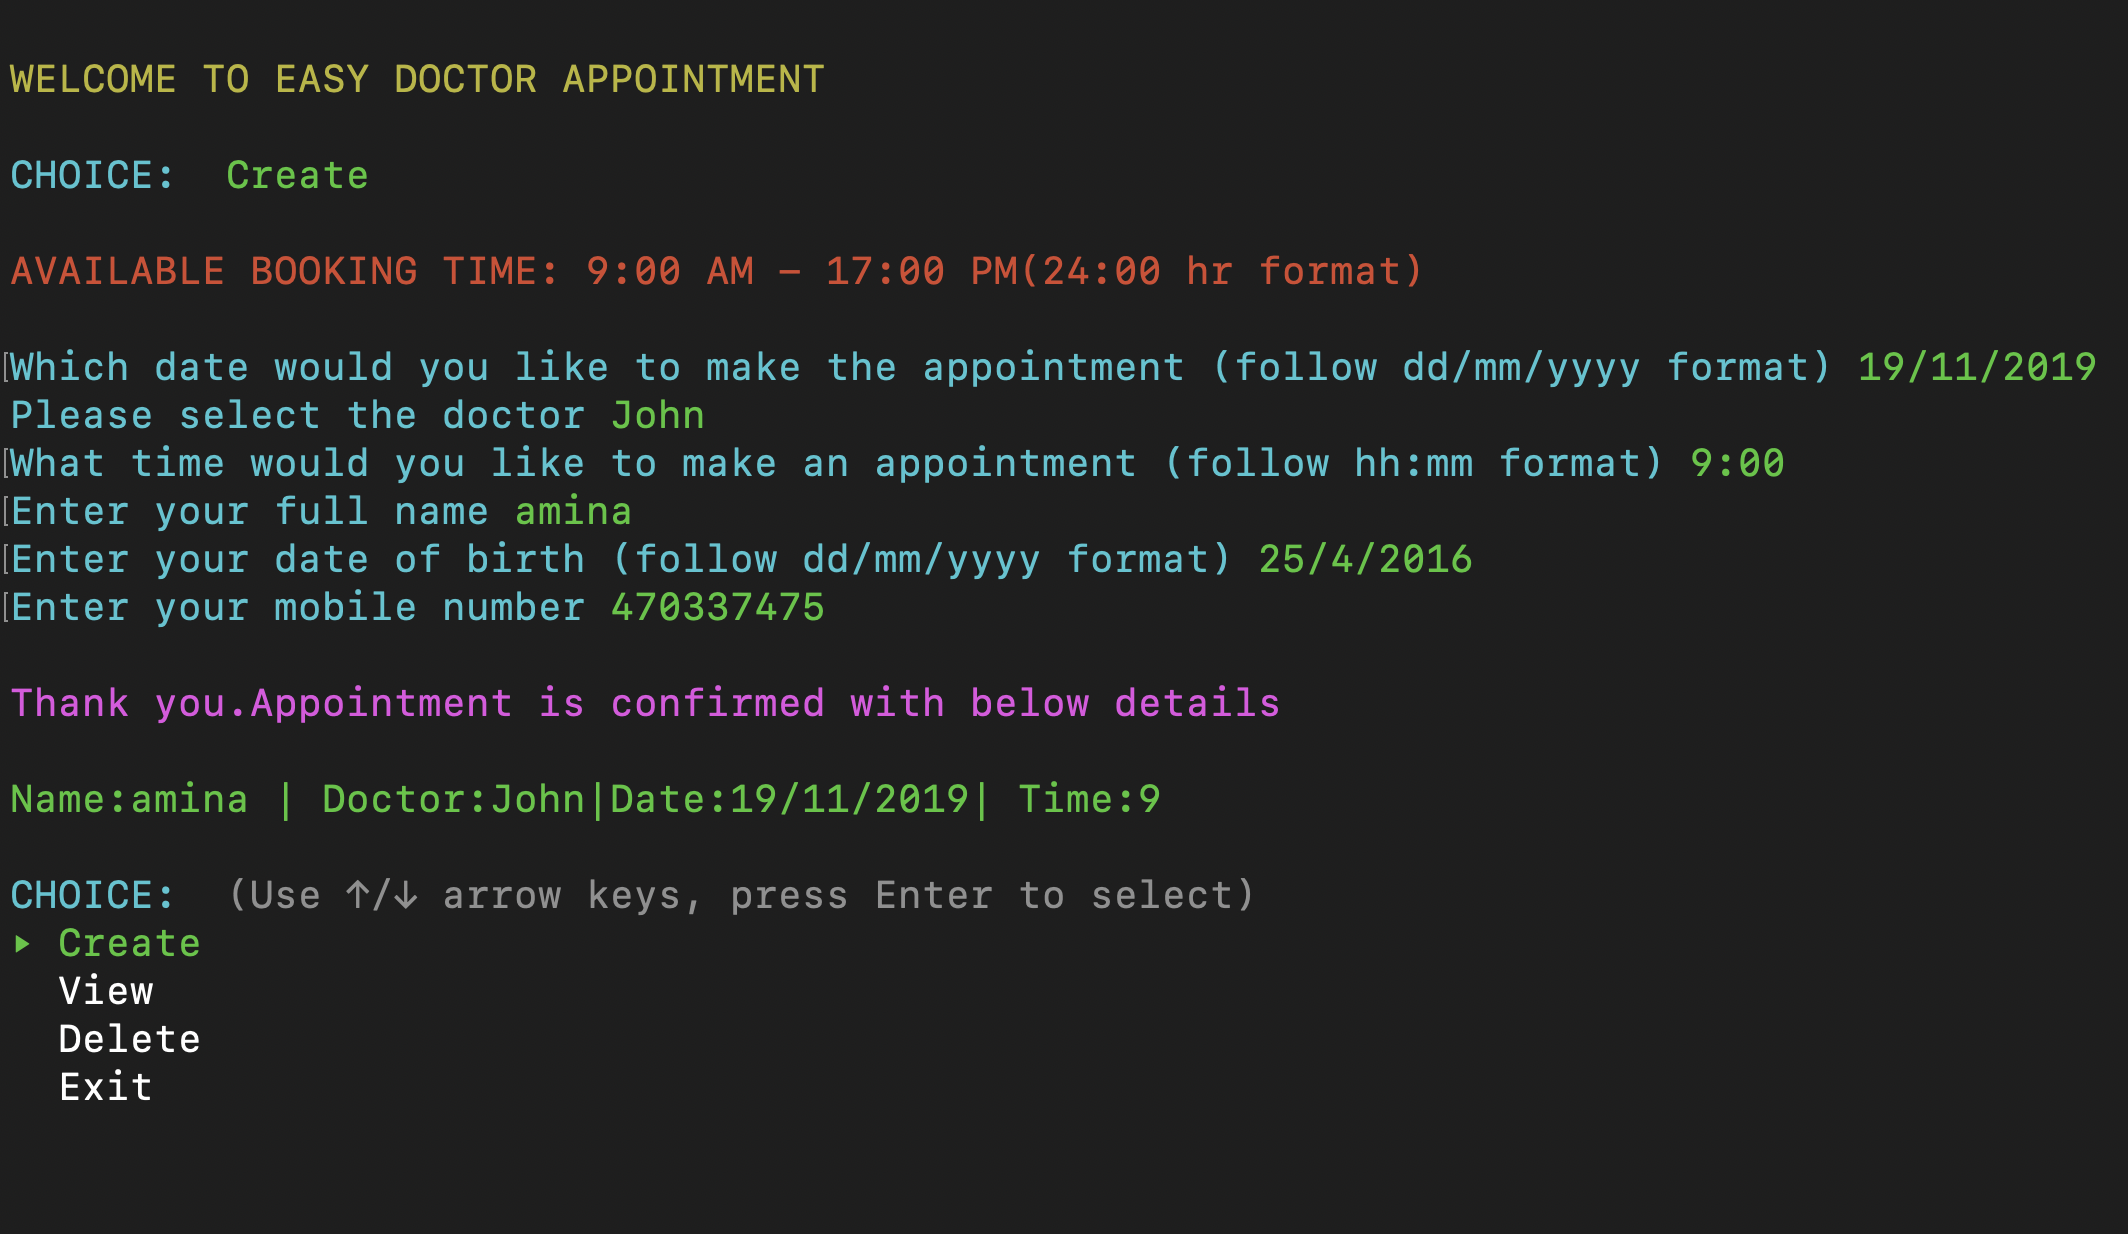 WELCOME TO EASY DOCTOR APPOINTMENT
CHOICE:  Create
AVAILABLE BOOKING TIME: 9:00 AM – 17:00 PM(24:00 hr format)
Which date would you like to make the appointment (follow dd/mm/yyyy format) 19/11/2019
Please select the doctor John
What time would you like to make an appointment (follow hh:mm format) 9:00
Enter your full name amina
Enter your date of birth (follow dd/mm/yyyy format) 25/4/2016
Enter your mobile number 470337475
Thank you.Appointment is confirmed with below details
Name:amina | Doctor:John|Date:19/11/2019| Time:9
CHOICE:  (Use ↑/↓ arrow keys, press Enter to select)
‣ Create
View
Delete
Exit